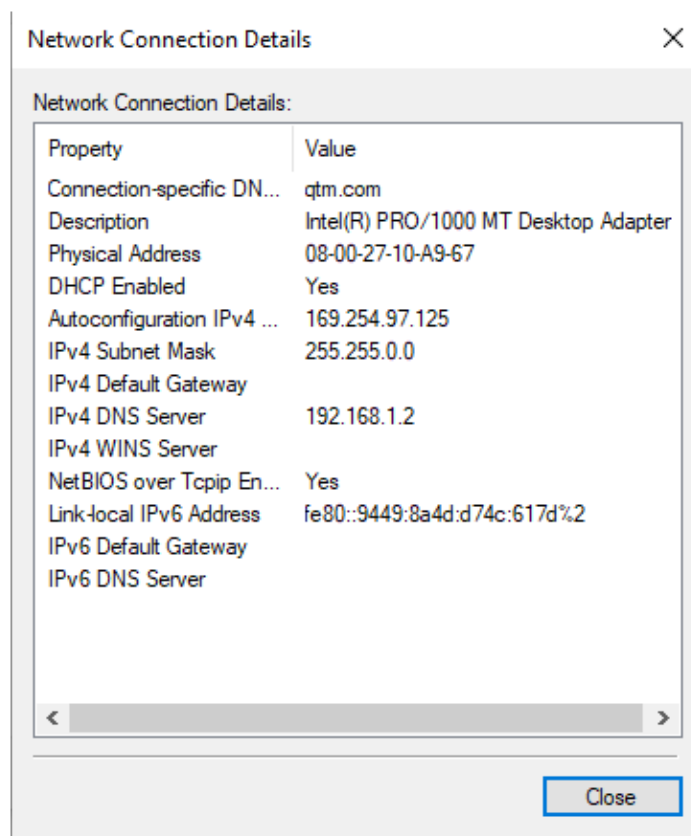 Network Connection Details
Network Connection Details:
Property Value
Connection-specific DN... qtm.com
Description Intel(R) PRO/1000 MT Desktop Adapter
Physical Address 08-00-27-10-A9-67
DHCP Enabled Yes
Autoconfiguration IPv4 ... 169.254.97.125
IPv4 Subnet Mask 255.255.0.0
IPv4 Default Gateway
IPv4 DNS Server 192.168.1.2
IPv4 WINS Server
NetBIOS over Tcpip En... Yes
Link-local IPv6 Address fe80::9449:8a4d:d74c:617d%2
IPv6 Default Gateway
IPv6 DNS Server
Close